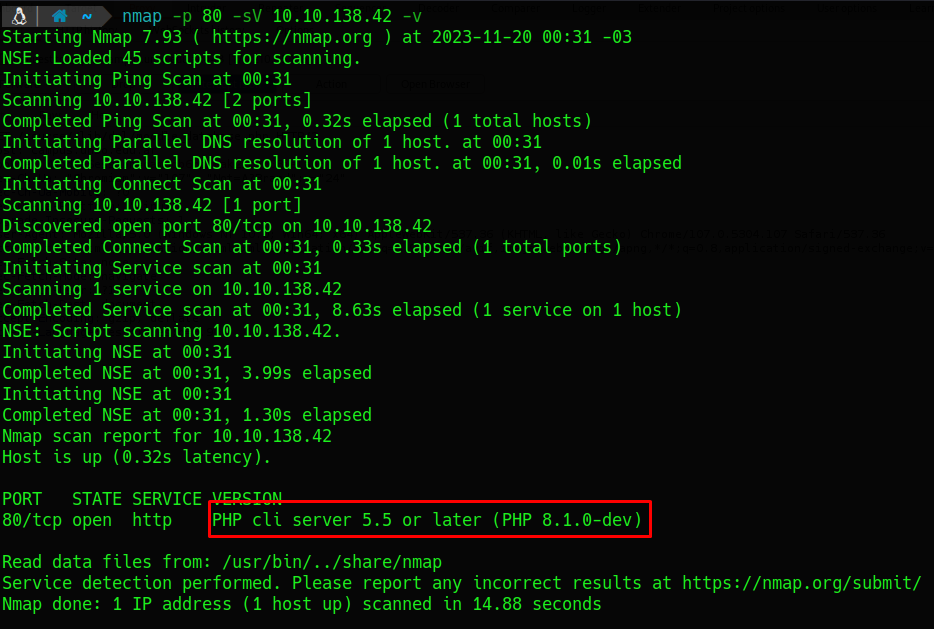 ~ nmap -p 80 -sV 10.10.138.42 -v
Starting Nmap 7.93 ( https://nmap.org ) at 2023-11-20 00:31 -03
NSE: Loaded 45 scripts for scanning.
Initiating Ping Scan at 00:31
Scanning 10.10.138.42 [2 ports]
Completed Ping Scan at 00:31, 0.32s elapsed (1 total hosts)
Initiating Parallel DNS resolution of 1 host. at 00:31
Completed Parallel DNS resolution of 1 host. at 00:31, 0.01s elapsed
Initiating Connect Scan at 00:31
Scanning 10.10.138.42 [1 port]
Discovered open port 80/tcp on 10.10.138.42
Completed Connect Scan at 00:31, 0.33s elapsed (1 total ports)
Initiating Service scan at 00:31
Scanning 1 service on 10.10.138.42
Completed Service scan at 00:31, 8.63s elapsed (1 service on 1 host)
NSE: Script scanning 10.10.138.42.
Initiating NSE at 00:31
Completed NSE at 00:31, 3.99s elapsed
Initiating NSE at 00:31
Completed NSE at 00:31, 1.30s elapsed
Nmap scan report for 10.10.138.42
Host is up (0.32s latency).
PORT   STATE SERVICE VERSION
80/tcp open  http    PHP cli server 5.5 or later (PHP 8.1.0-dev)
Read data files from: /usr/bin/../share/nmap
Service detection performed. Please report any incorrect results at https://nmap.org/submit/
Nmap done: 1 IP address (1 host up) scanned in 14.88 seconds